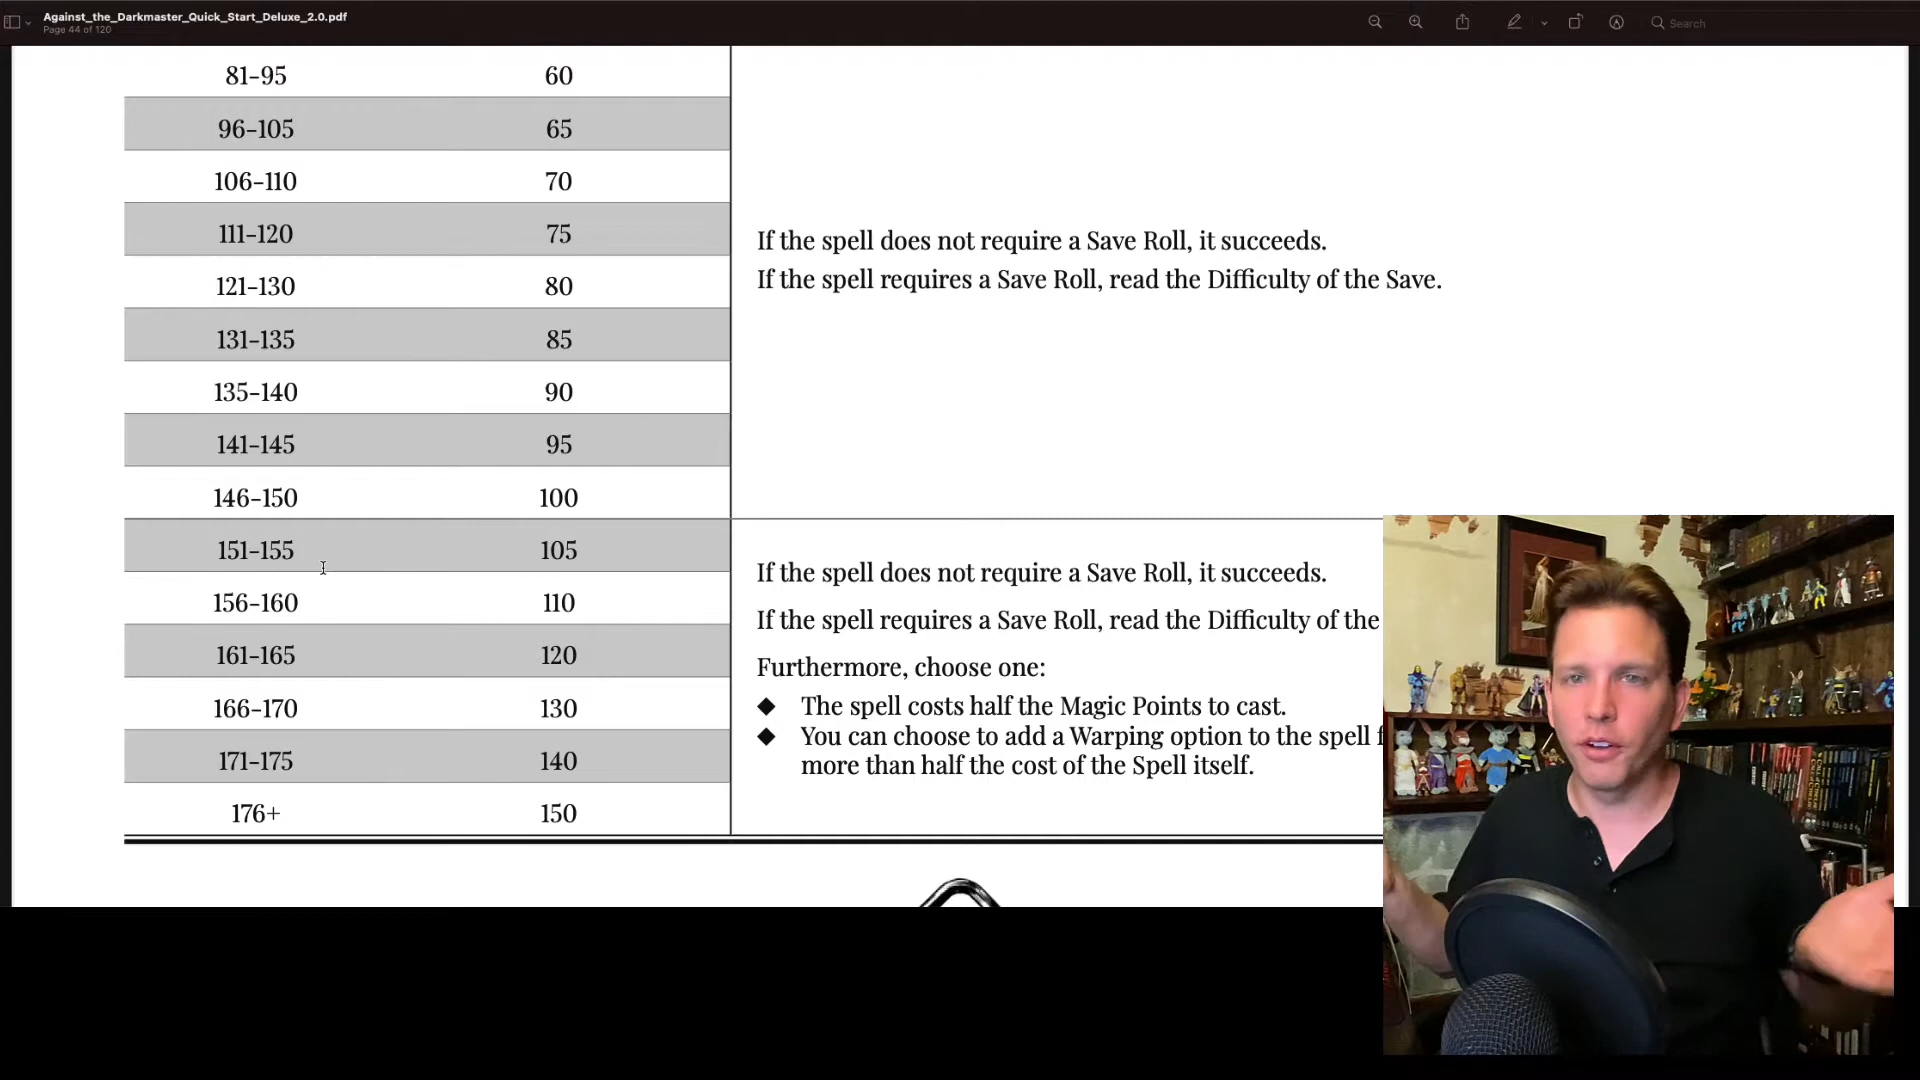 Against_the_Darkmaster_Quick_Start_Deluxe_2.0.pdf
Page 44 of 120
Search
81-95 60
96-105 65
106-110 70
111-120 75
121-130 80
131-135 85
135-140 90
141-145 95
146-150 100
151-155 105
156-160 110
161-165 120
166-170 130
171-175 140
176+ 150
If the spell does not require a Save Roll, it succeeds.
If the spell requires a Save Roll, read the Difficulty of the Save.
If the spell does not require a Save Roll, it succeeds.
If the spell requires a Save Roll, read the Difficulty of the
Furthermore, choose one:
◆ The spell costs half the Magic Points to cast.
◆ You can choose to add a Warping option to the spell f
more than half the cost of the Spell itself.